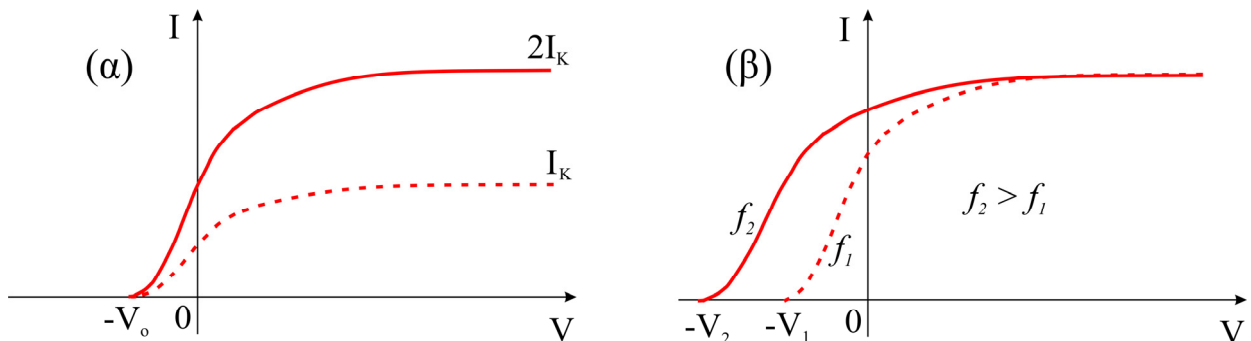 (α)
I
2I_K
I_K
-V_o
0
V
(β)
I
f_2
f_1
f_2 > f_1
-V_2
-V_1
0
V